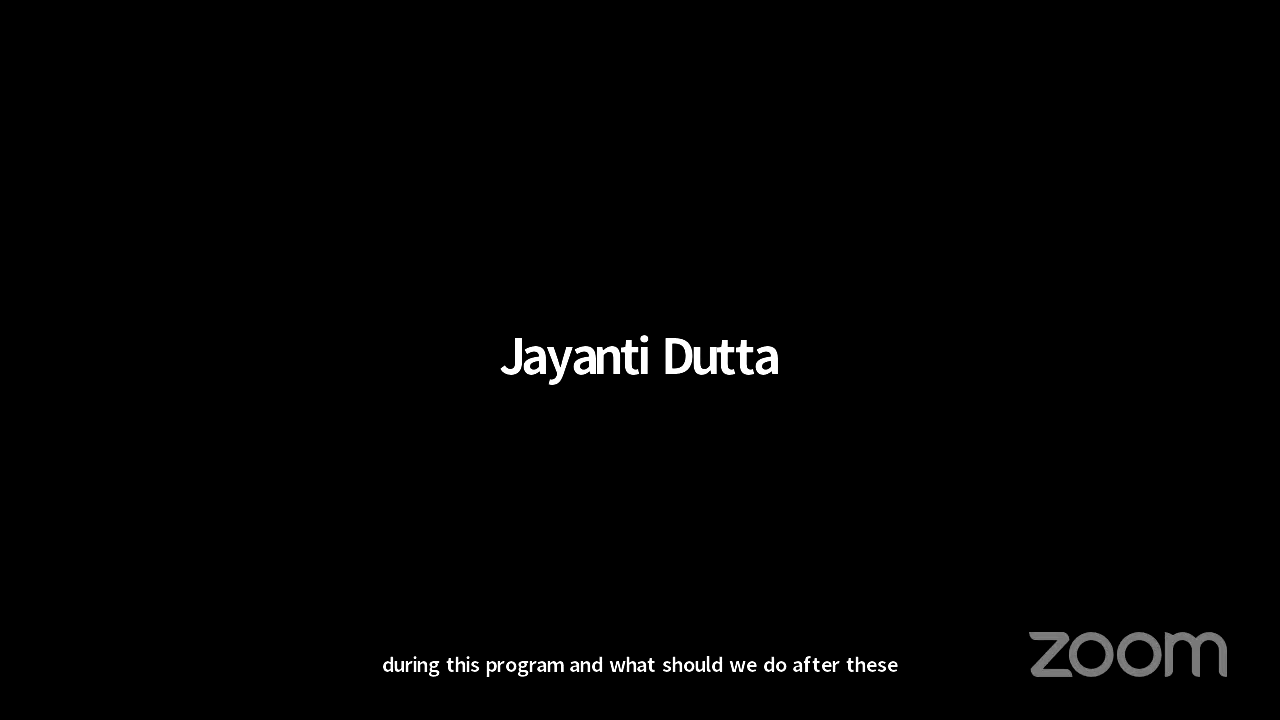 Jayanti Dutta
during this program and what should we do after these
zoom